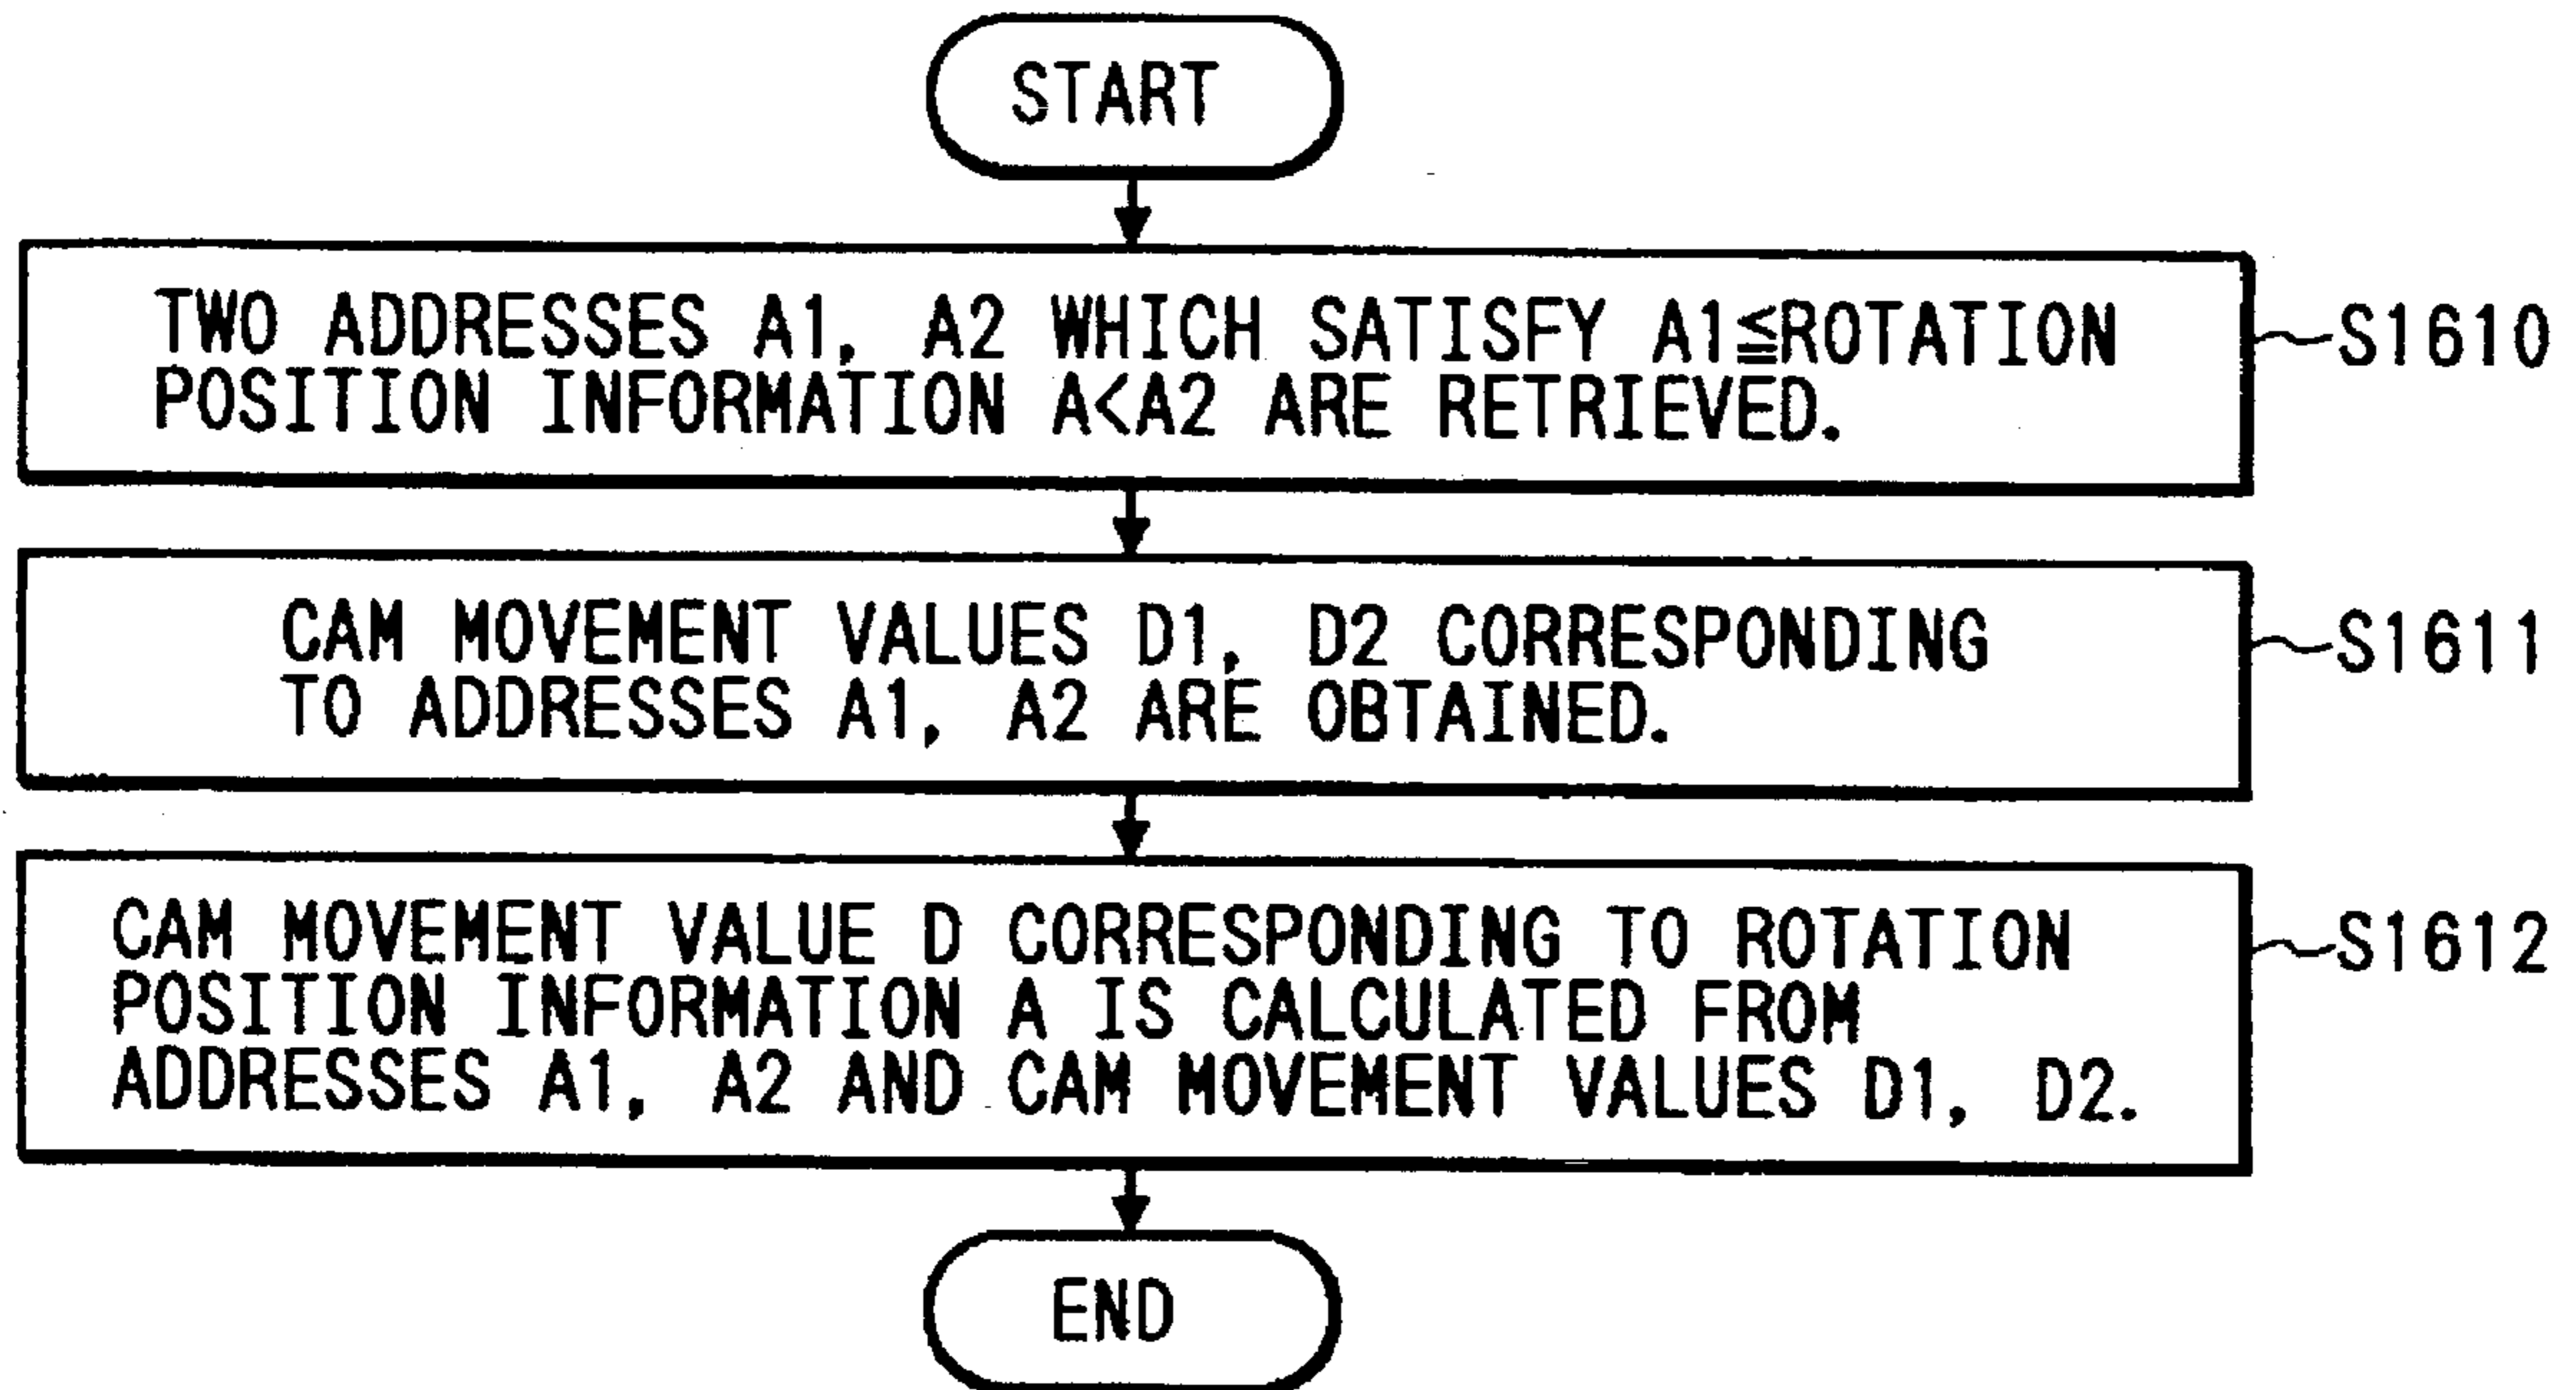 START
TWO ADDRESSES A1, A2 WHICH SATISFY A1≦ROTATION
POSITION INFORMATION A<A2 ARE RETRIEVED.
S1610
CAM MOVEMENT VALUES D1, D2 CORRESPONDING
TO ADDRESSES A1, A2 ARE OBTAINED.
S1611
CAM MOVEMENT VALUE D CORRESPONDING TO ROTATION
POSITION INFORMATION A IS CALCULATED FROM
ADDRESSES A1, A2 AND CAM MOVEMENT VALUES D1, D2.
S1612
END